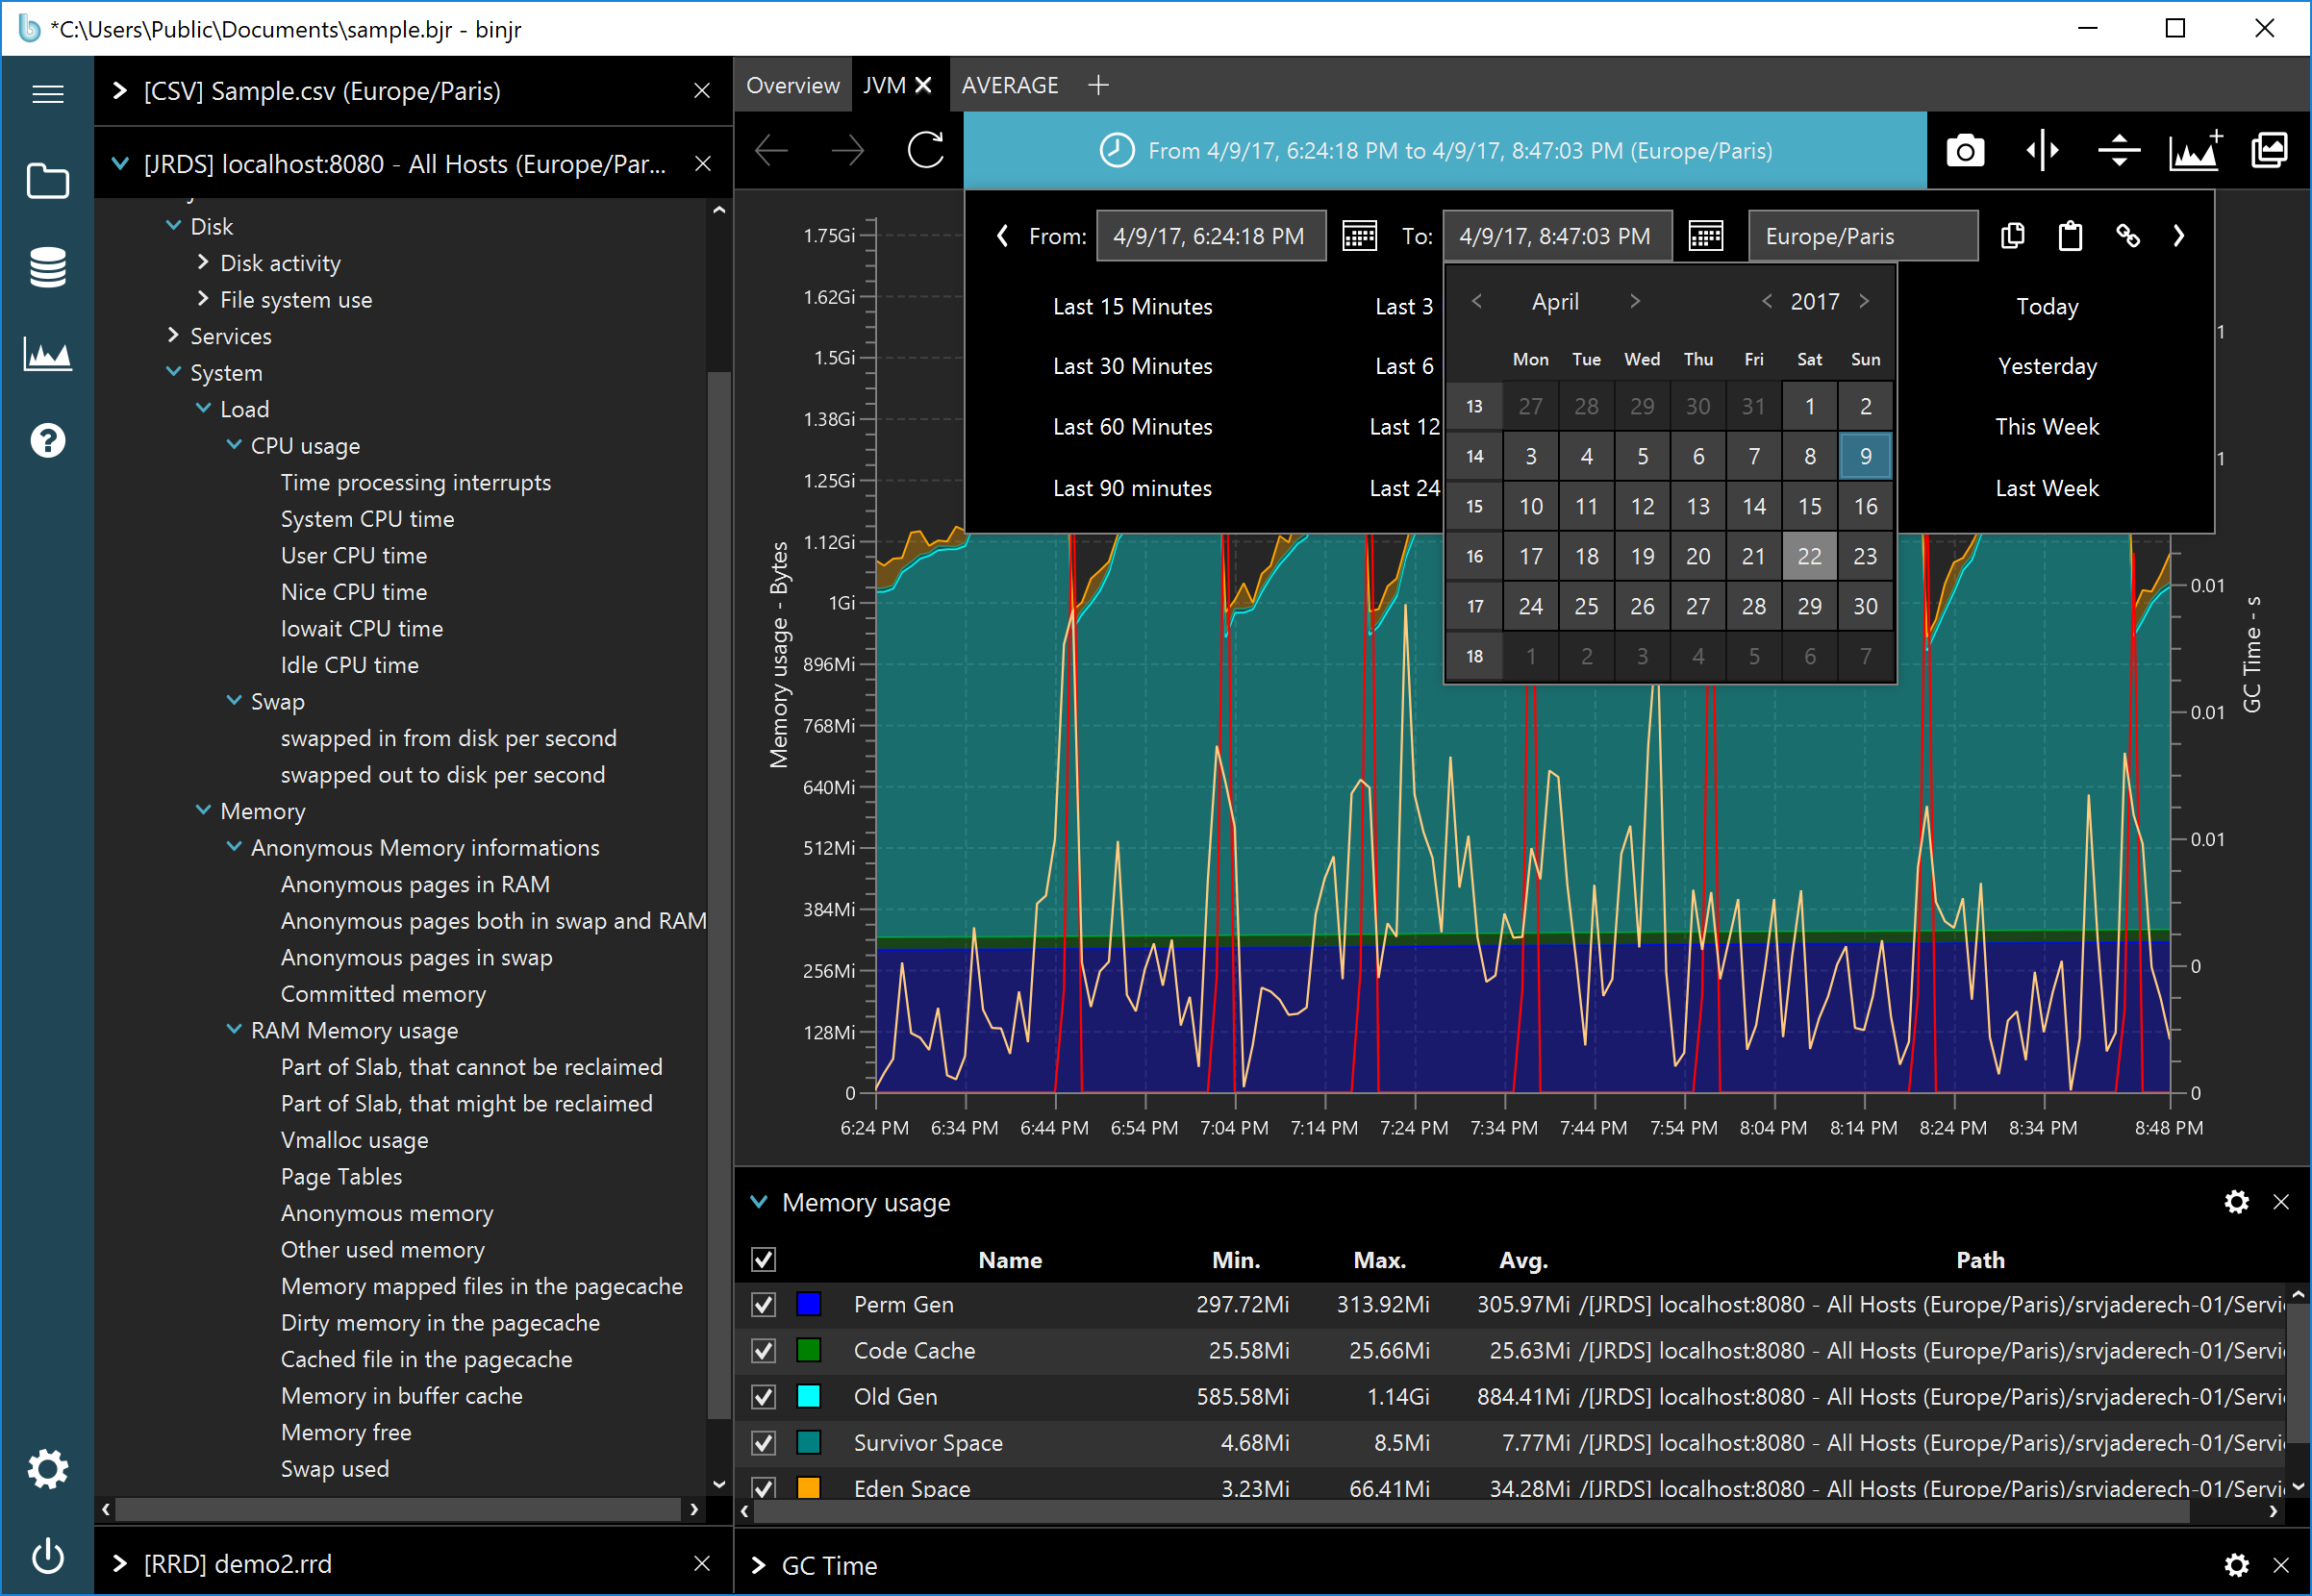 *C:\Users\Public\Documents\sample.bjr - binjr
[CSV] Sample.csv (Europe/Paris)
[JRDS] localhost:8080 - All Hosts (Europe/Par...
Disk
Disk activity
File system use
Services
System
Load
CPU usage
Time processing interrupts
System CPU time
User CPU time
Nice CPU time
Iowait CPU time
Idle CPU time
Swap
swapped in from disk per second
swapped out to disk per second
Memory
Anonymous Memory informations
Anonymous pages in RAM
Anonymous pages both in swap and RAM
Anonymous pages in swap
Committed memory
RAM Memory usage
Part of Slab, that cannot be reclaimed
Part of Slab, that might be reclaimed
Vmalloc usage
Page Tables
Anonymous memory
Other used memory
Memory mapped files in the pagecache
Dirty memory in the pagecache
Cached file in the pagecache
Memory in buffer cache
Memory free
Swap used
[RRD] demo2.rrd
Overview JVM AVERAGE
From 4/9/17, 6:24:18 PM to 4/9/17, 8:47:03 PM (Europe/Paris)
From: 4/9/17, 6:24:18 PM To: 4/9/17, 8:47:03 PM Europe/Paris
Last 15 Minutes Last 3 Today
Last 30 Minutes Last 6 Yesterday
Last 60 Minutes Last 12 This Week
Last 90 minutes Last 24 Last Week
April 2017
Mon Tue Wed Thu Fri Sat Sun
13 27 28 29 30 31 1 2
14 3 4 5 6 7 8 9
15 10 11 12 13 14 15 16
16 17 18 19 20 21 22 23
17 24 25 26 27 28 29 30
18 1 2 3 4 5 6 7
Memory usage - Bytes
1.75Gi
1.62Gi
1.5Gi
1.38Gi
1.25Gi
1.12Gi
1Gi
896Mi
768Mi
640Mi
512Mi
384Mi
256Mi
128Mi
0
6:24 PM 6:34 PM 6:44 PM 6:54 PM 7:04 PM 7:14 PM 7:24 PM 7:34 PM 7:44 PM 7:54 PM 8:04 PM 8:14 PM 8:24 PM 8:34 PM 8:48 PM
1
1
0.01
0.01
0.01
0
0
GC Time - s
Memory usage
Name Min. Max. Avg. Path
Perm Gen 297.72Mi 313.92Mi 305.97Mi /[JRDS] localhost:8080 - All Hosts (Europe/Paris)/srvjaderech-01/Servi
Code Cache 25.58Mi 25.66Mi 25.63Mi /[JRDS] localhost:8080 - All Hosts (Europe/Paris)/srvjaderech-01/Servi
Old Gen 585.58Mi 1.14Gi 884.41Mi /[JRDS] localhost:8080 - All Hosts (Europe/Paris)/srvjaderech-01/Servi
Survivor Space 4.68Mi 8.5Mi 7.77Mi /[JRDS] localhost:8080 - All Hosts (Europe/Paris)/srvjaderech-01/Servi
Eden Space 3.23Mi 66.41Mi 34.28Mi /[JRDS] localhost:8080 - All Hosts (Europe/Paris)/srvjaderech-01/Servi
GC Time